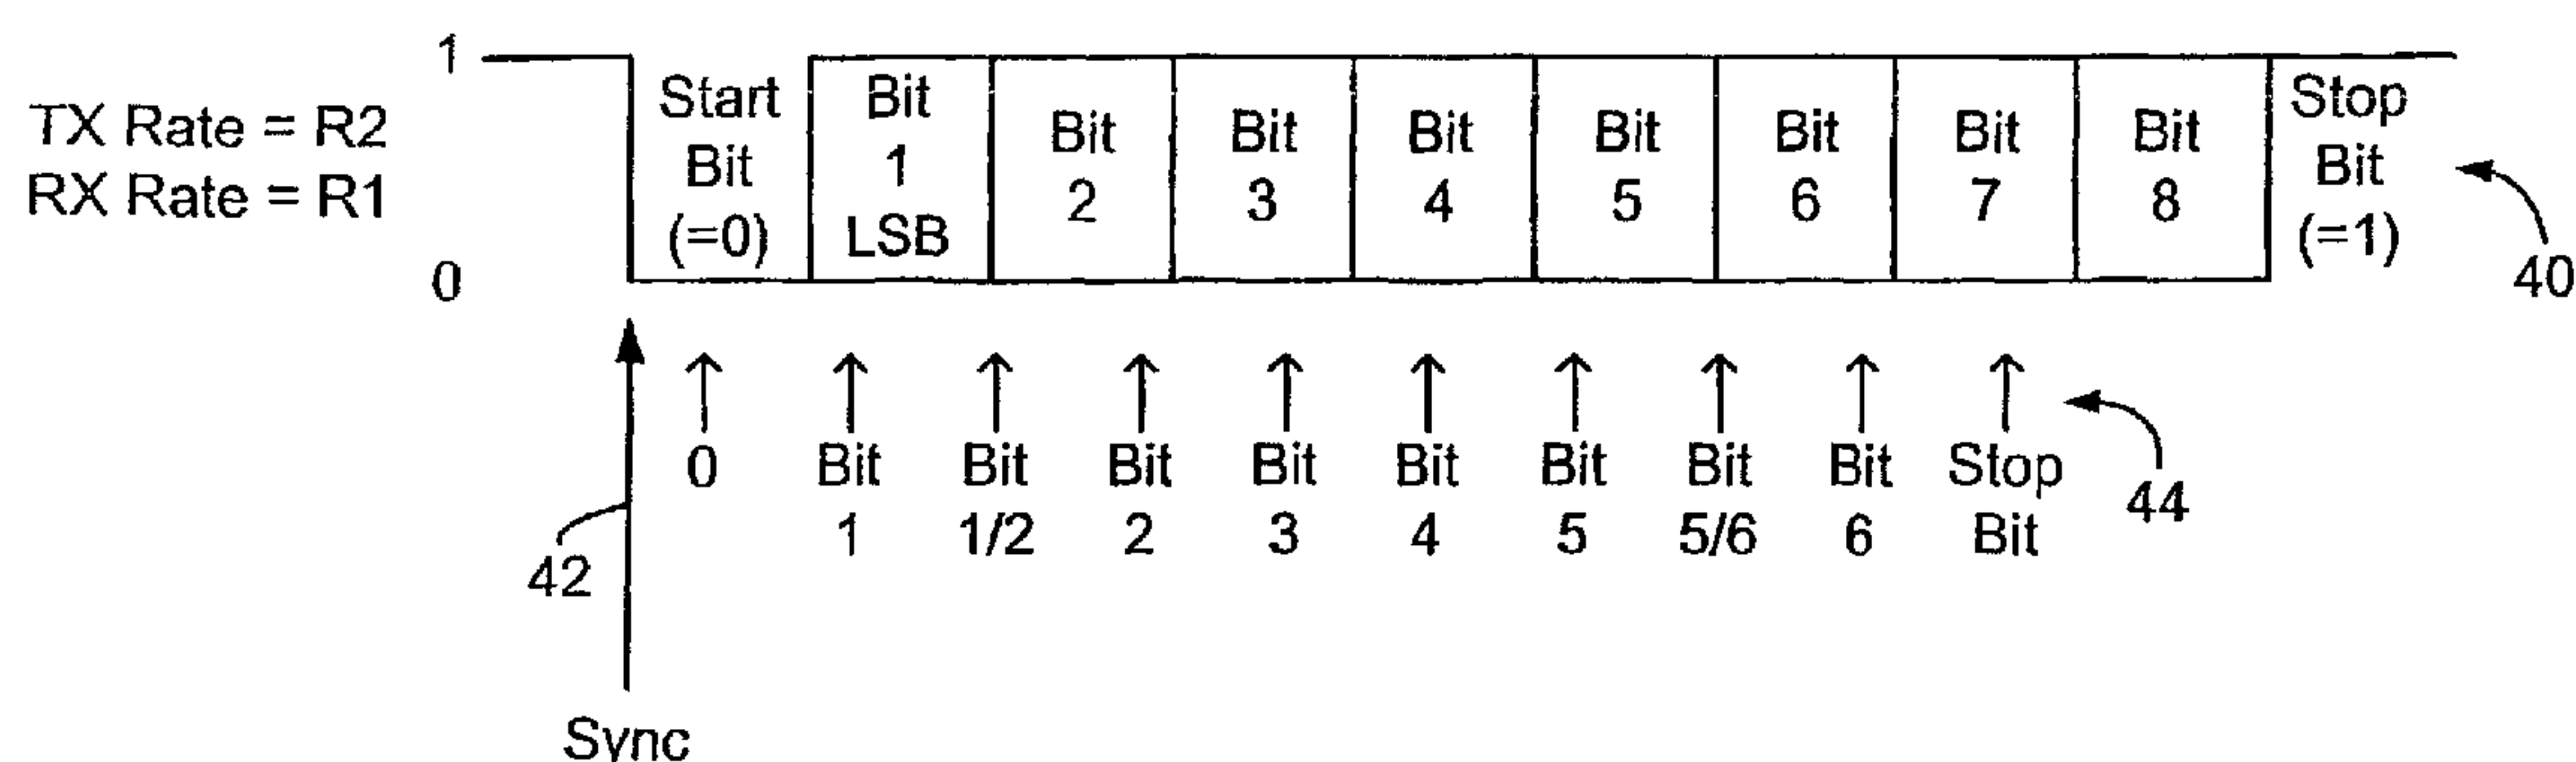 1
TX Rate = R2
RX Rate = R1
0
Start
Bit
(=0)
Bit
1
LSB
Bit
2
Bit
3
Bit
4
Bit
5
Bit
6
Bit
7
Bit
8
Stop
Bit
(=1)
40
0
Bit
1
Bit
1/2
Bit
2
Bit
3
Bit
4
Bit
5
Bit
5/6
Bit
6
Stop
Bit
44
42
Sync